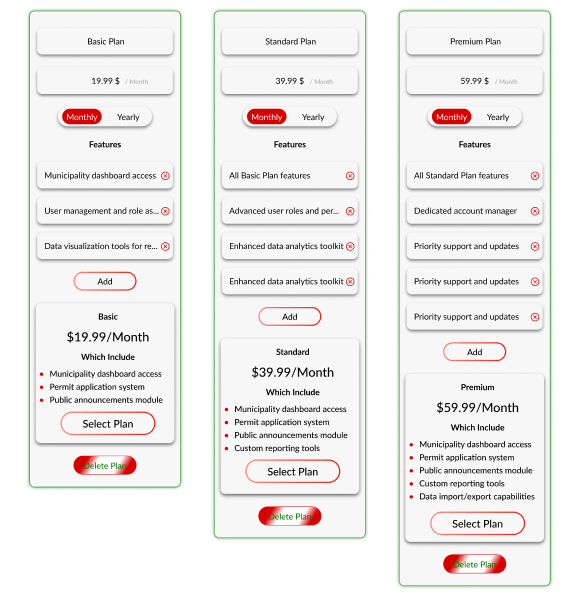 Basic Plan
19.99 $ / Month
Monthly Yearly
Features
Municipality dashboard access
User management and role as...
Data visualization tools for re...
Add
Basic
$19.99/Month
Which Include
Municipality dashboard access
Permit application system
Public announcements module
Select Plan
Delete Plan
Standard Plan
39.99 $ / Month
Monthly Yearly
Features
All Basic Plan features
Advanced user roles and per...
Enhanced data analytics toolkit
Enhanced data analytics toolkit
Add
Standard
$39.99/Month
Which Include
Municipality dashboard access
Permit application system
Public announcements module
Custom reporting tools
Select Plan
Delete Plan
Premium Plan
59.99 $ / Month
Monthly Yearly
Features
All Standard Plan features
Dedicated account manager
Priority support and updates
Priority support and updates
Priority support and updates
Add
Premium
$59.99/Month
Which Include
Municipality dashboard access
Permit application system
Public announcements module
Custom reporting tools
Data import/export capabilities
Select Plan
Delete Plan